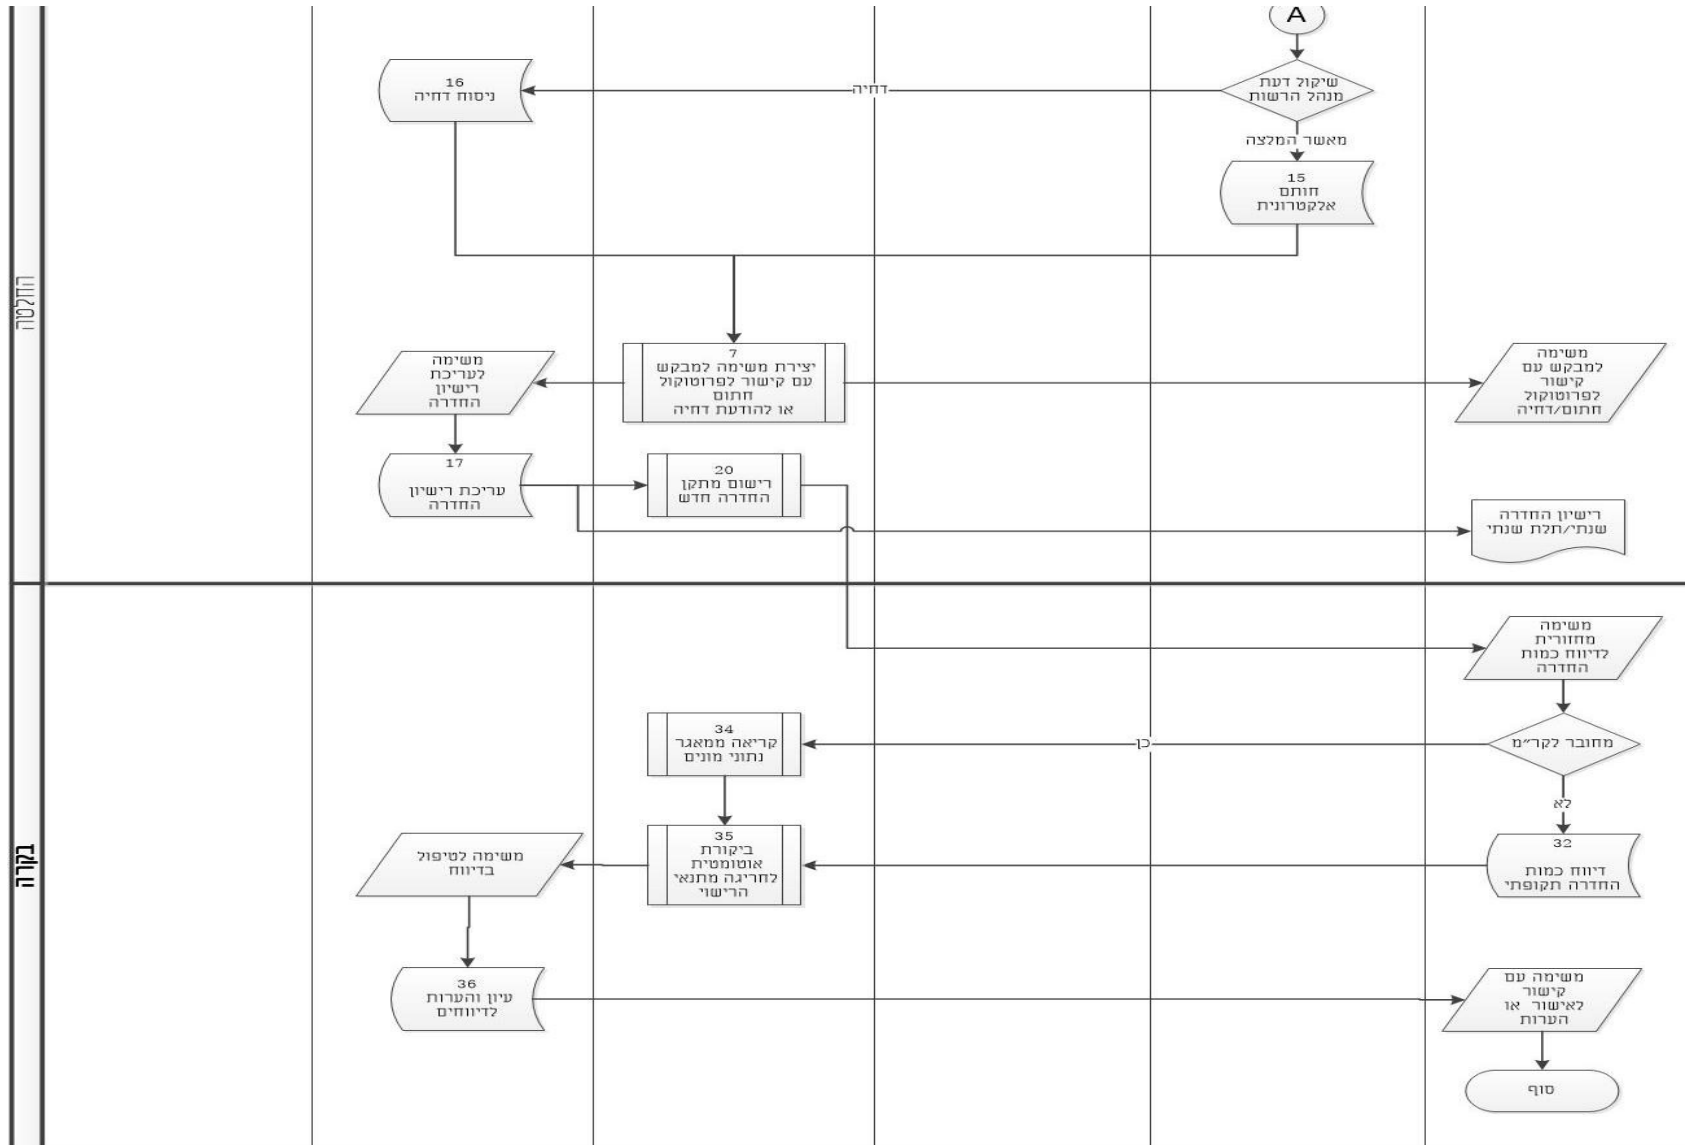 A
שיקול דעת
מנהל הרשות
דחיה
16
ניסוח דחיה
מאשר המלצה
15
חותם
אלקטרונית
החלטה
7
יצירת משימה למבקש
עם קישור לפרוטוקול
חתום
או להודעת דחיה
משימה
למבקש עם
קישור
לפרוטוקול
חתום/דחיה
משימה
לעריכת
רישיון
החדרה
17
עריכת רישיון
החדרה
20
רישום מתקן
החדרה חדש
רישיון החדרה
שנתי/תלת שנתי
בקרה
משימה
מחזורית
לדיווח כמות
החדרה
מחובר לקר״מ
כן
34
קריאה ממאגר
נתוני מונים
לא
32
דיווח כמות
החדרה תקופתי
35
ביקורת
אוטומטית
לחריגה מתנאי
הרישוי
משימה לטיפול
בדיווח
36
עיון והערות
לדיווחים
משימה עם
קישור
לאישור או
הערות
סוף